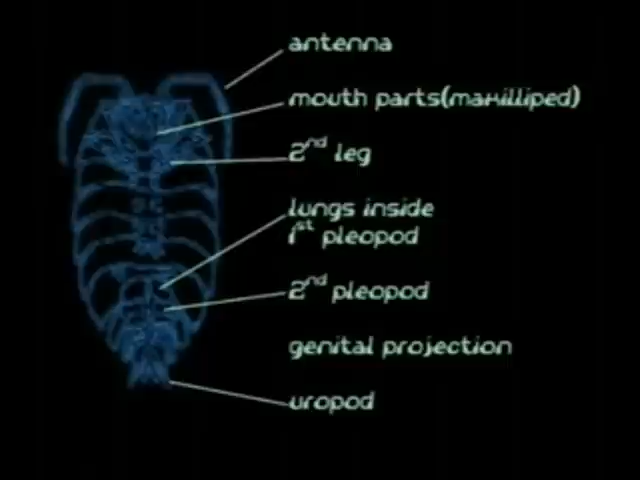 antenna
mouth parts(maxilliped)
2nd leg
lungs inside
1st pleopod
2nd pleopod
genital projection
uropod